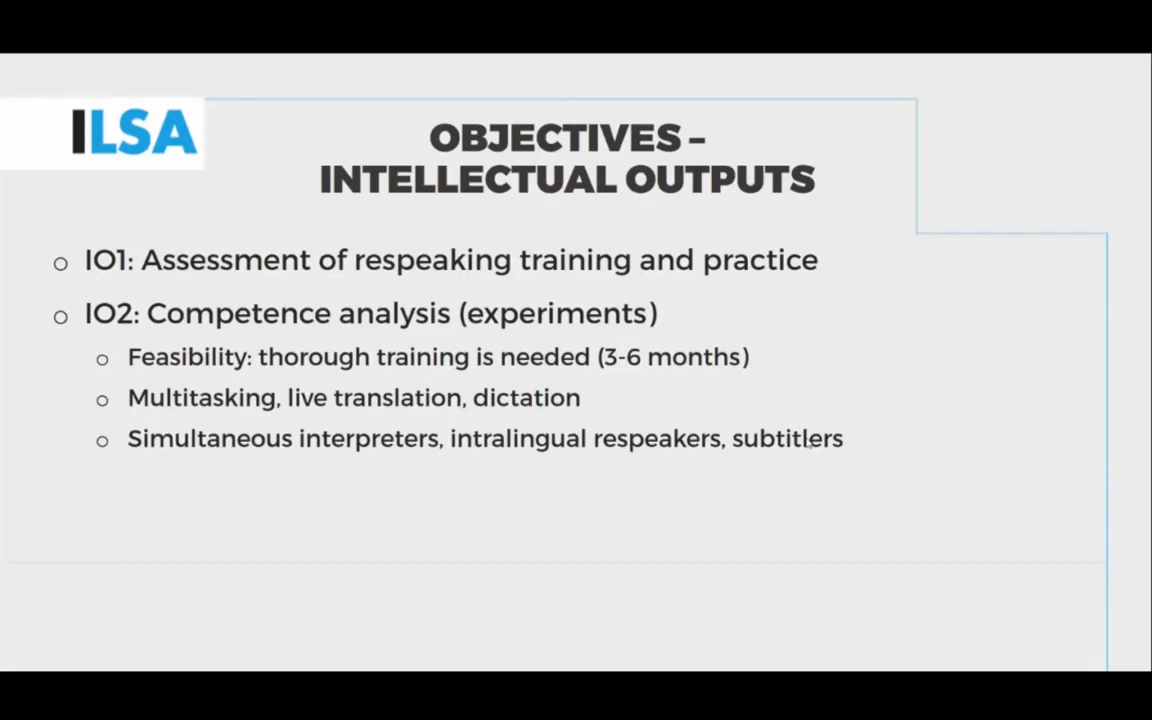 ILSA
OBJECTIVES –
INTELLECTUAL OUTPUTS
IO1: Assessment of respeaking training and practice
IO2: Competence analysis (experiments)
Feasibility: thorough training is needed (3-6 months)
Multitasking, live translation, dictation
Simultaneous interpreters, intralingual respeakers, subtitlers